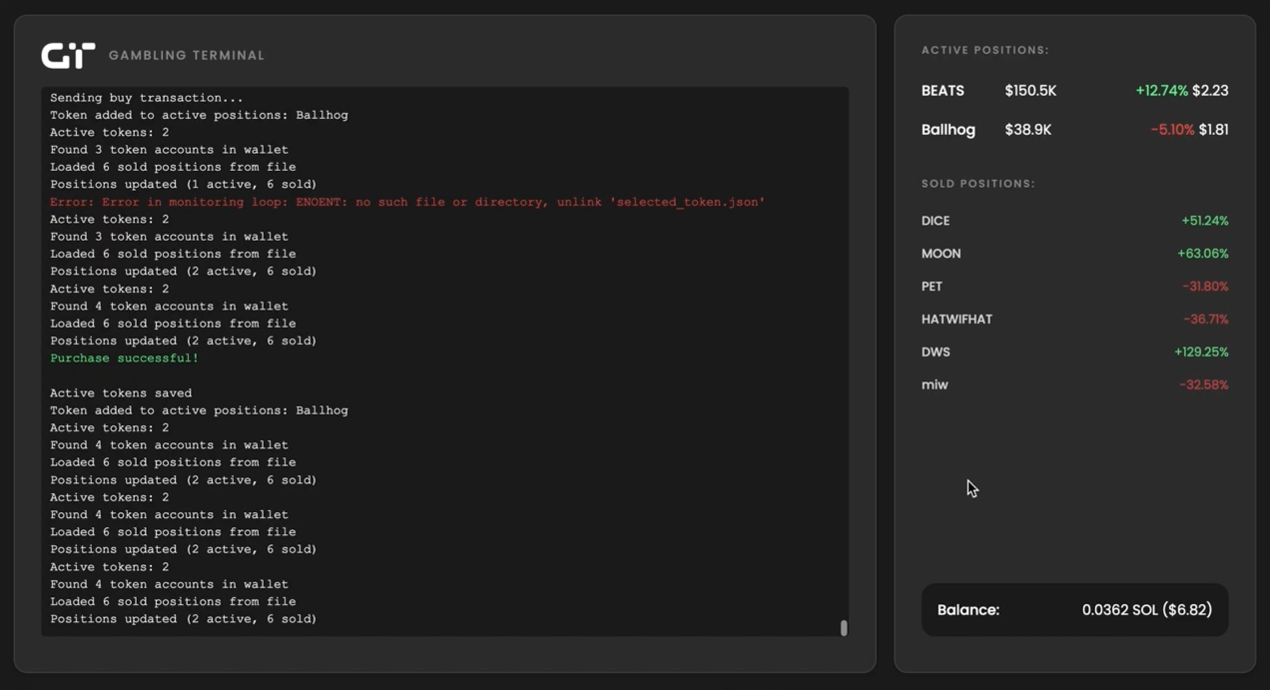 GT GAMBLING TERMINAL
Sending buy transaction...
Token added to active positions: Ballhog
Active tokens: 2
Found 3 token accounts in wallet
Loaded 6 sold positions from file
Positions updated (1 active, 6 sold)
Error: Error in monitoring loop: ENOENT: no such file or directory, unlink 'selected_token.json'
Active tokens: 2
Found 3 token accounts in wallet
Loaded 6 sold positions from file
Positions updated (2 active, 6 sold)
Active tokens: 2
Found 4 token accounts in wallet
Loaded 6 sold positions from file
Positions updated (2 active, 6 sold)
Purchase successful!
Active tokens saved
Token added to active positions: Ballhog
Active tokens: 2
Found 4 token accounts in wallet
Loaded 6 sold positions from file
Positions updated (2 active, 6 sold)
Active tokens: 2
Found 4 token accounts in wallet
Loaded 6 sold positions from file
Positions updated (2 active, 6 sold)
Active tokens: 2
Found 4 token accounts in wallet
Loaded 6 sold positions from file
Positions updated (2 active, 6 sold)
ACTIVE POSITIONS:
BEATS $150.5K +12.74% $2.23
Ballhog $38.9K -5.10% $1.81
SOLD POSITIONS:
DICE +51.24%
MOON +63.06%
PET -31.80%
HATWIFHAT -36.71%
DWS +129.25%
miw -32.58%
Balance: 0.0362 SOL ($6.82)